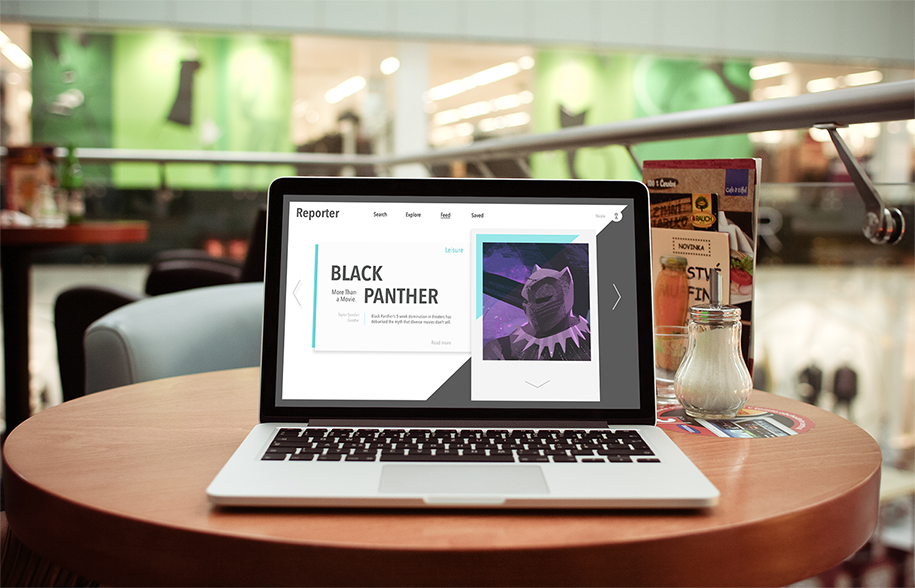 Reporter
Search Explore Feed Saved
Leisure
BLACK
More Than
a Movie.
PANTHER
Black Panther's 5-week domination in theaters has
debunked the myth that diverse movies don't sell.
Read more
NOVINKA
RAUCH